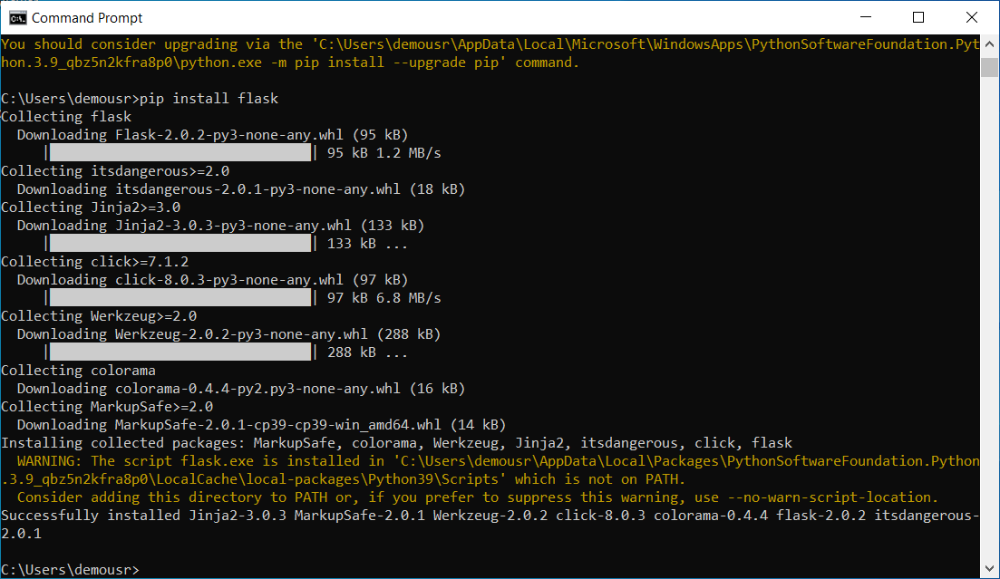 Command Prompt
You should consider upgrading via the 'C:\Users\demousr\AppData\Local\Microsoft\WindowsApps\PythonSoftwareFoundation.Pyt
hon.3.9_qbz5n2kfra8p0\python.exe -m pip install --upgrade pip' command.
C:\Users\demousr>pip install flask
Collecting flask
  Downloading Flask-2.0.2-py3-none-any.whl (95 kB)
     |████████████████████████████████| 95 kB 1.2 MB/s
Collecting itsdangerous>=2.0
  Downloading itsdangerous-2.0.1-py3-none-any.whl (18 kB)
Collecting Jinja2>=3.0
  Downloading Jinja2-3.0.3-py3-none-any.whl (133 kB)
     |████████████████████████████████| 133 kB ...
Collecting click>=7.1.2
  Downloading click-8.0.3-py3-none-any.whl (97 kB)
     |████████████████████████████████| 97 kB 6.8 MB/s
Collecting Werkzeug>=2.0
  Downloading Werkzeug-2.0.2-py3-none-any.whl (288 kB)
     |████████████████████████████████| 288 kB ...
Collecting colorama
  Downloading colorama-0.4.4-py2.py3-none-any.whl (16 kB)
Collecting MarkupSafe>=2.0
  Downloading MarkupSafe-2.0.1-cp39-cp39-win_amd64.whl (14 kB)
Installing collected packages: MarkupSafe, colorama, Werkzeug, Jinja2, itsdangerous, click, flask
  WARNING: The script flask.exe is installed in 'C:\Users\demousr\AppData\Local\Packages\PythonSoftwareFoundation.Python
.3.9_qbz5n2kfra8p0\LocalCache\local-packages\Python39\Scripts' which is not on PATH.
  Consider adding this directory to PATH or, if you prefer to suppress this warning, use --no-warn-script-location.
Successfully installed Jinja2-3.0.3 MarkupSafe-2.0.1 Werkzeug-2.0.2 click-8.0.3 colorama-0.4.4 flask-2.0.2 itsdangerous-
2.0.1
C:\Users\demousr>